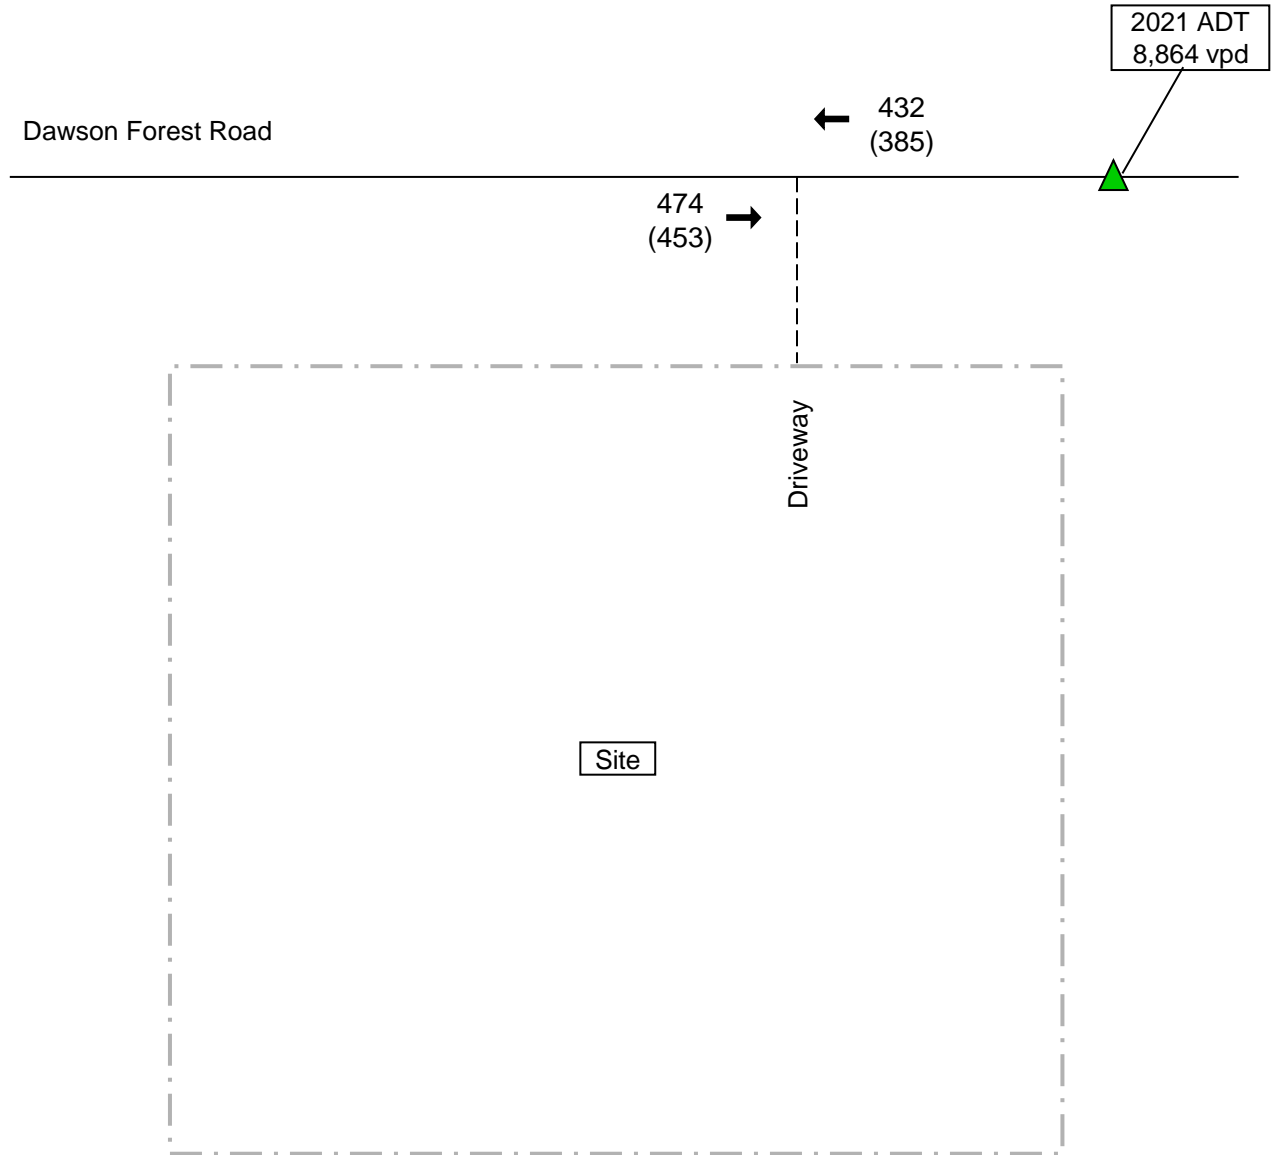 2021 ADT
8,864 vpd
432
(385)
Dawson Forest Road
474
(453)
Driveway
Site